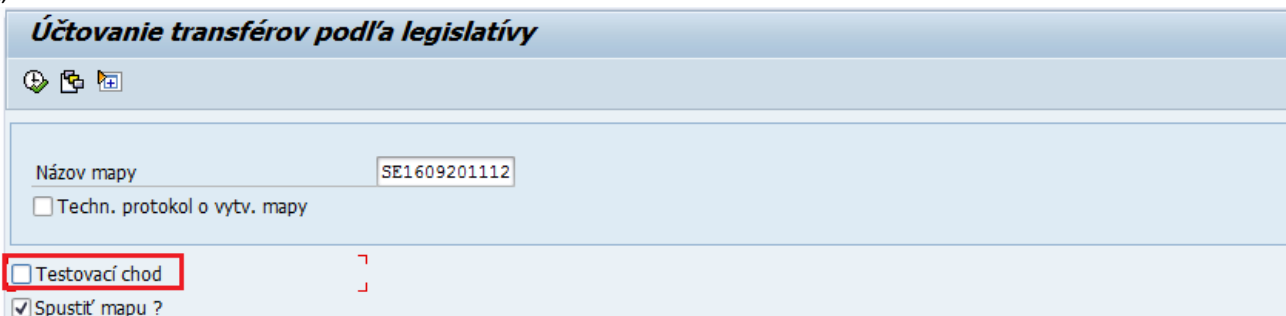 Účtovanie transférov podľa legislatívy
Názov mapy SE1609201112
Techn. protokol o vytv. mapy
Testovací chod
Spustiť mapu ?